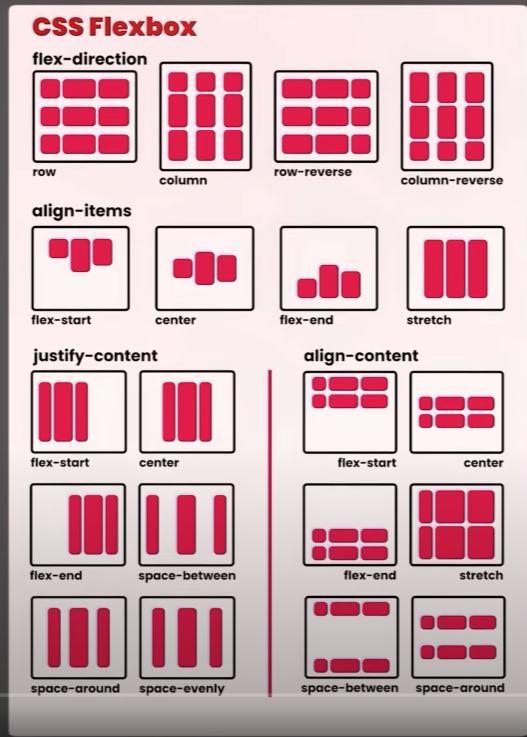 CSS Flexbox
flex-direction
row
column
row-reverse
column-reverse
align-items
flex-start
center
flex-end
stretch
justify-content
flex-start
center
flex-end
space-between
space-around
space-evenly
align-content
flex-start
center
flex-end
stretch
space-between
space-around